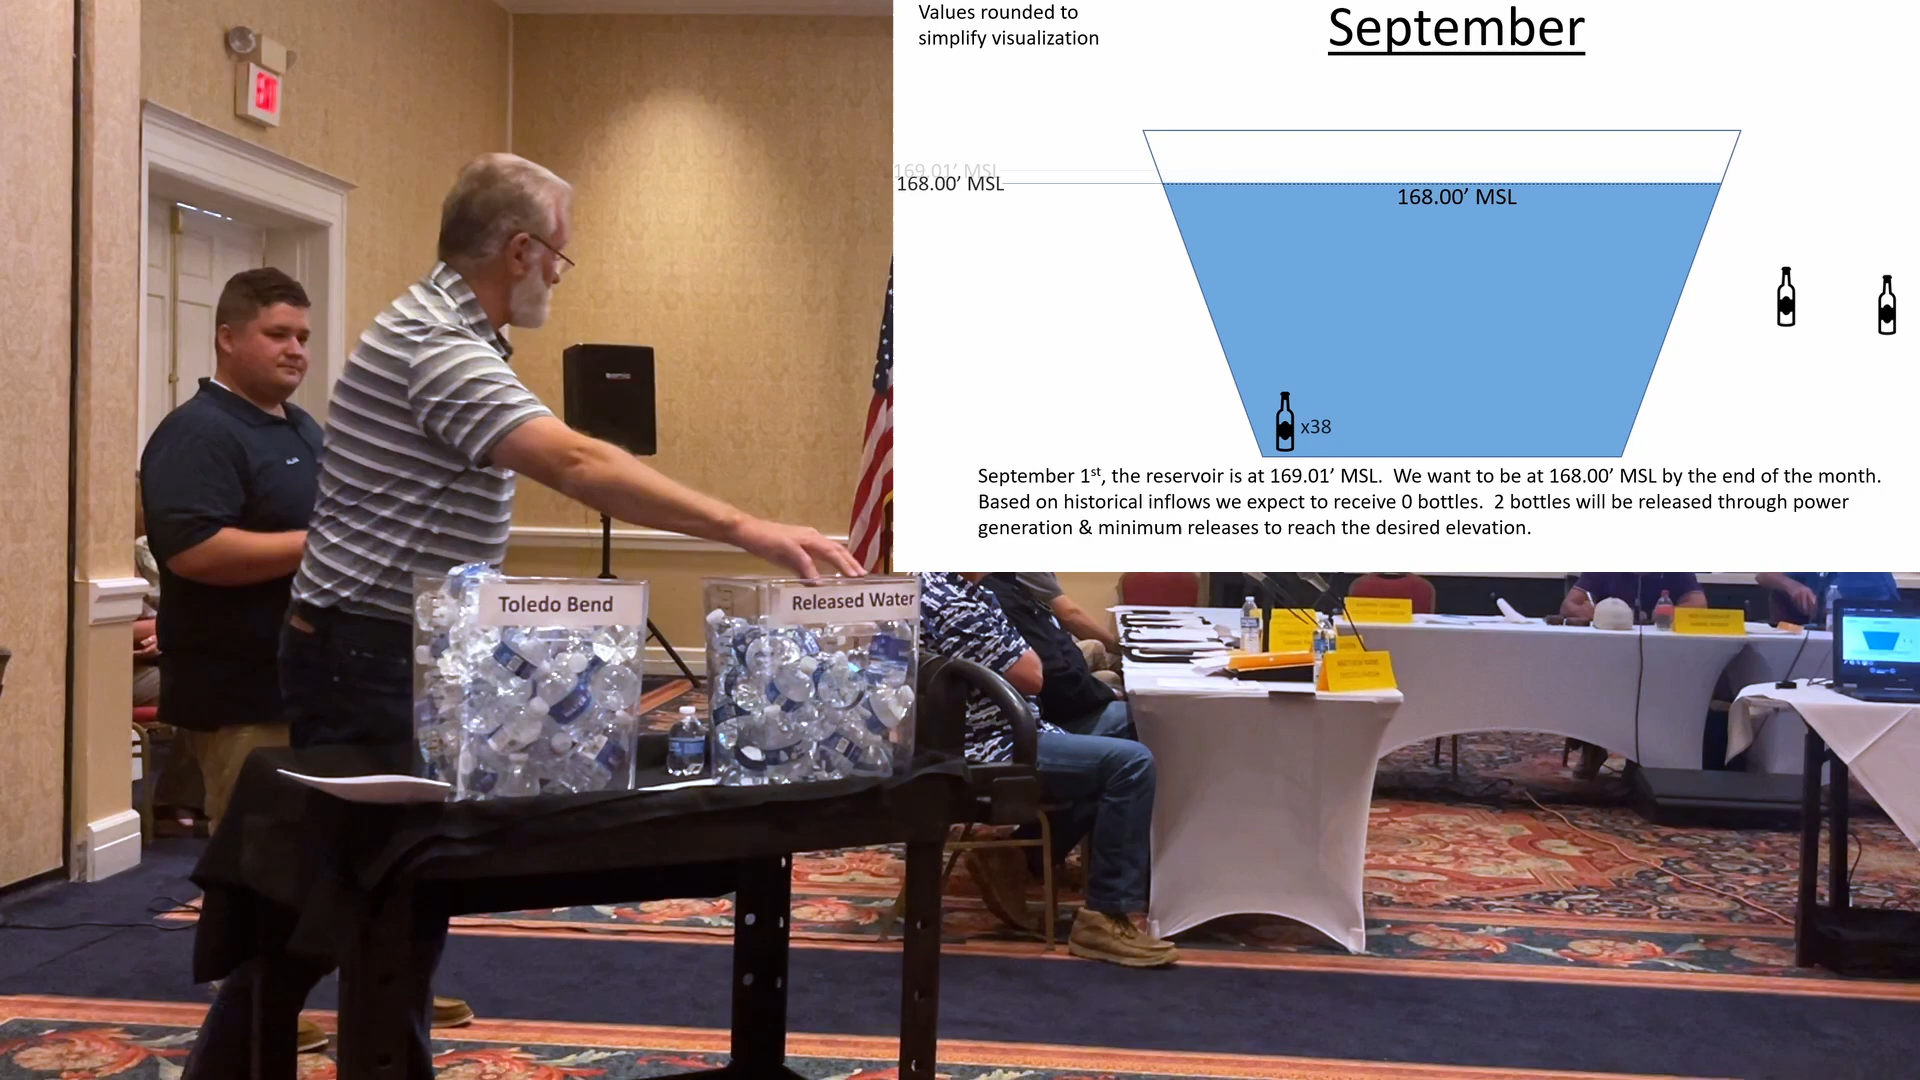 Values rounded to
simplify visualization
September
169.01’ MSL
168.00’ MSL
168.00’ MSL
x38
September 1st, the reservoir is at 169.01’ MSL. We want to be at 168.00’ MSL by the end of the month.
Based on historical inflows we expect to receive 0 bottles. 2 bottles will be released through power
generation & minimum releases to reach the desired elevation.
EXIT
Toledo Bend
Released Water